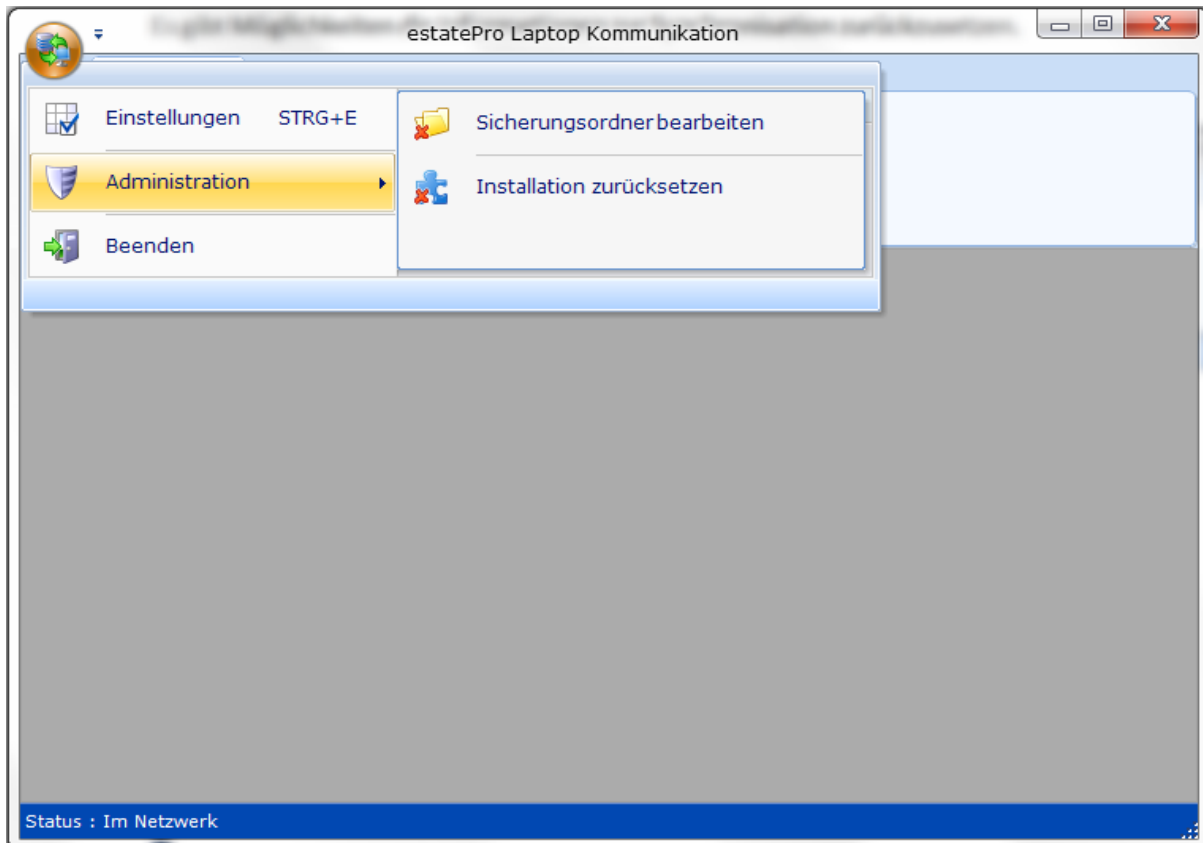 estatePro Laptop Kommunikation
Einstellungen STRG+E
Administration
Beenden
Sicherungsordner bearbeiten
Installation zurücksetzen
Status : Im Netzwerk